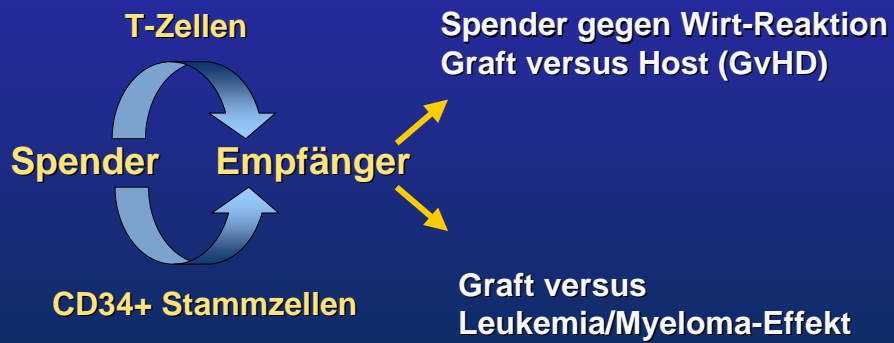 T-Zellen
Spender gegen Wirt-Reaktion
Graft versus Host (GvHD)
Spender
Empfänger
CD34+ Stammzellen
Graft versus
Leukemia/Myeloma-Effekt